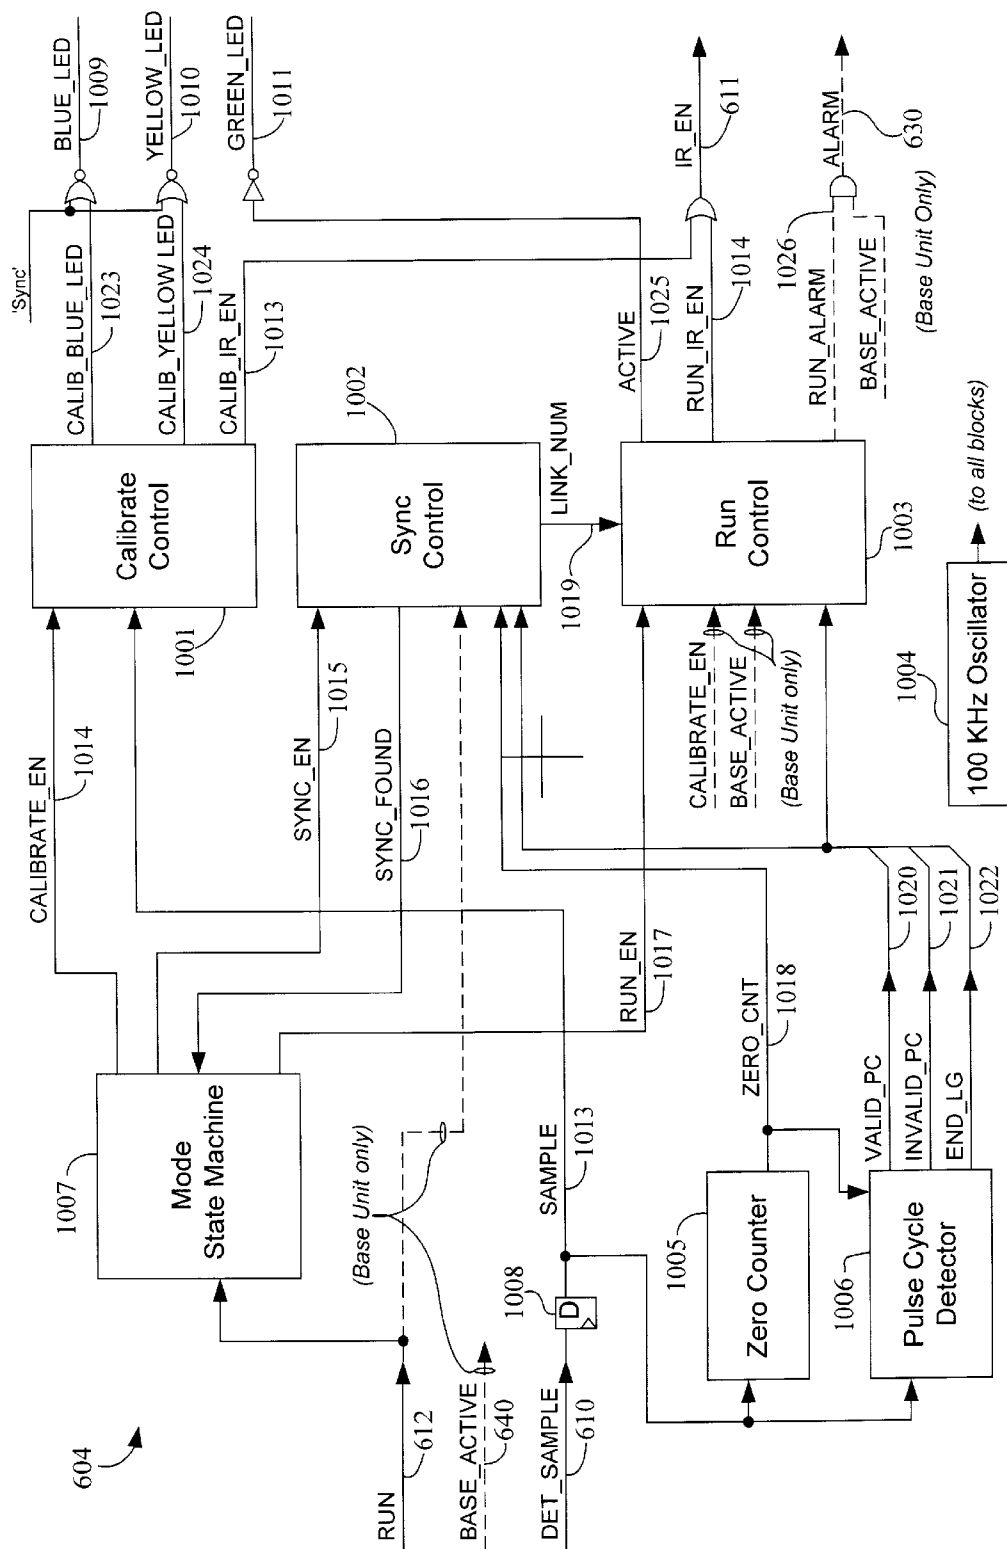 604
RUN
612
BASE_ACTIVE
640
DET_SAMPLE
610
1007
Mode
State Machine
(Base Unit only)
1008
D
SAMPLE
1013
1005
Zero Counter
1006
Pulse Cycle
Detector
CALIBRATE_EN
1014
SYNC_EN
1015
SYNC_FOUND
1016
RUN_EN
1017
ZERO_CNT
1018
VALID_PC
INVALID_PC
END_LG
1020
1021
1022
1001
Calibrate
Control
1002
Sync
Control
LINK_NUM
1019
CALIBRATE_EN
BASE_ACTIVE
(Base Unit only)
Run
Control
1003
1004
100 KHz Oscillator
(to all blocks)
'Sync'
CALIB_BLUE_LED
1023
CALIB_YELLOW LED
1024
CALIB_IR_EN
1013
ACTIVE
1025
RUN_IR_EN
1014
RUN_ALARM
1026
BASE_ACTIVE
(Base Unit Only)
BLUE_LED
1009
YELLOW_LED
1010
GREEN_LED
1011
IR_EN
611
ALARM
630